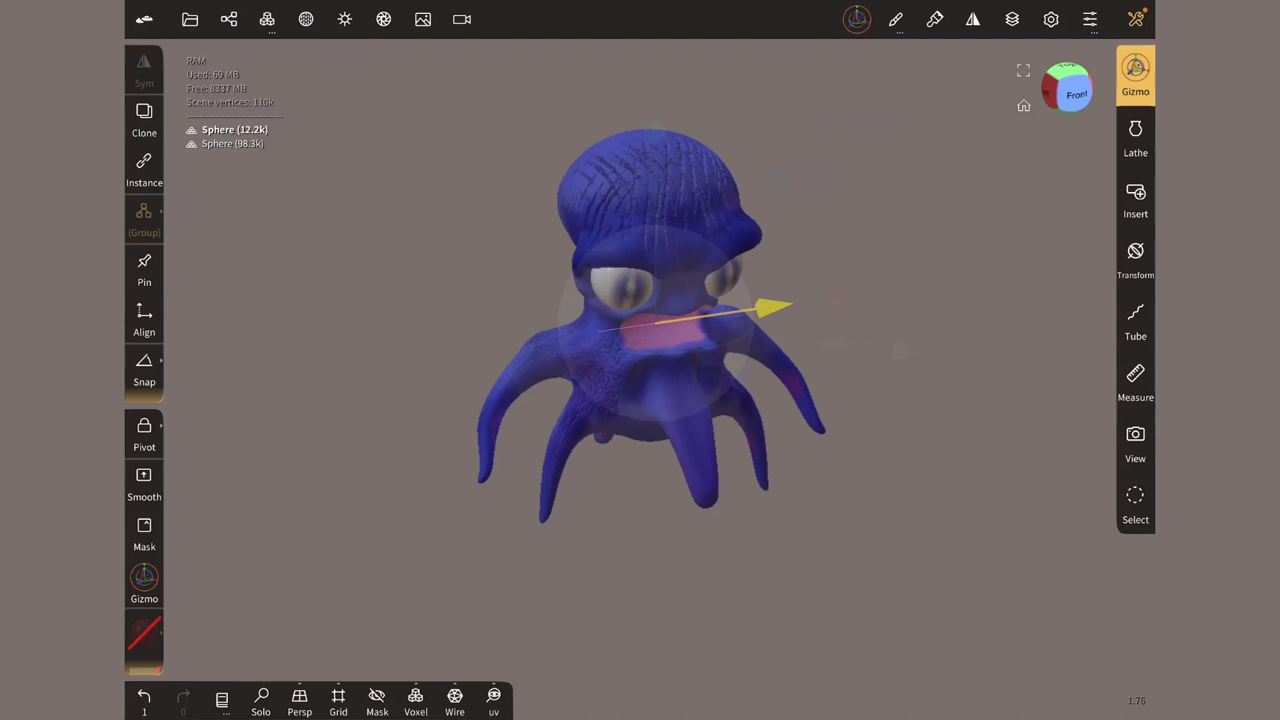 RAM
Used: 69 MB
Free: 8337 MB
Scene vertices: 110k
Sphere (12.2k)
Sphere (98.3k)
Sym
Clone
Instance
(Group)
Pin
Align
Snap
Pivot
Smooth
Mask
Gizmo
TOP
Front
Gizmo
Lathe
Insert
Transform
Tube
Measure
View
Select
1
0
...
Solo
Persp
Grid
Mask
Voxel
Wire
uv
1.76